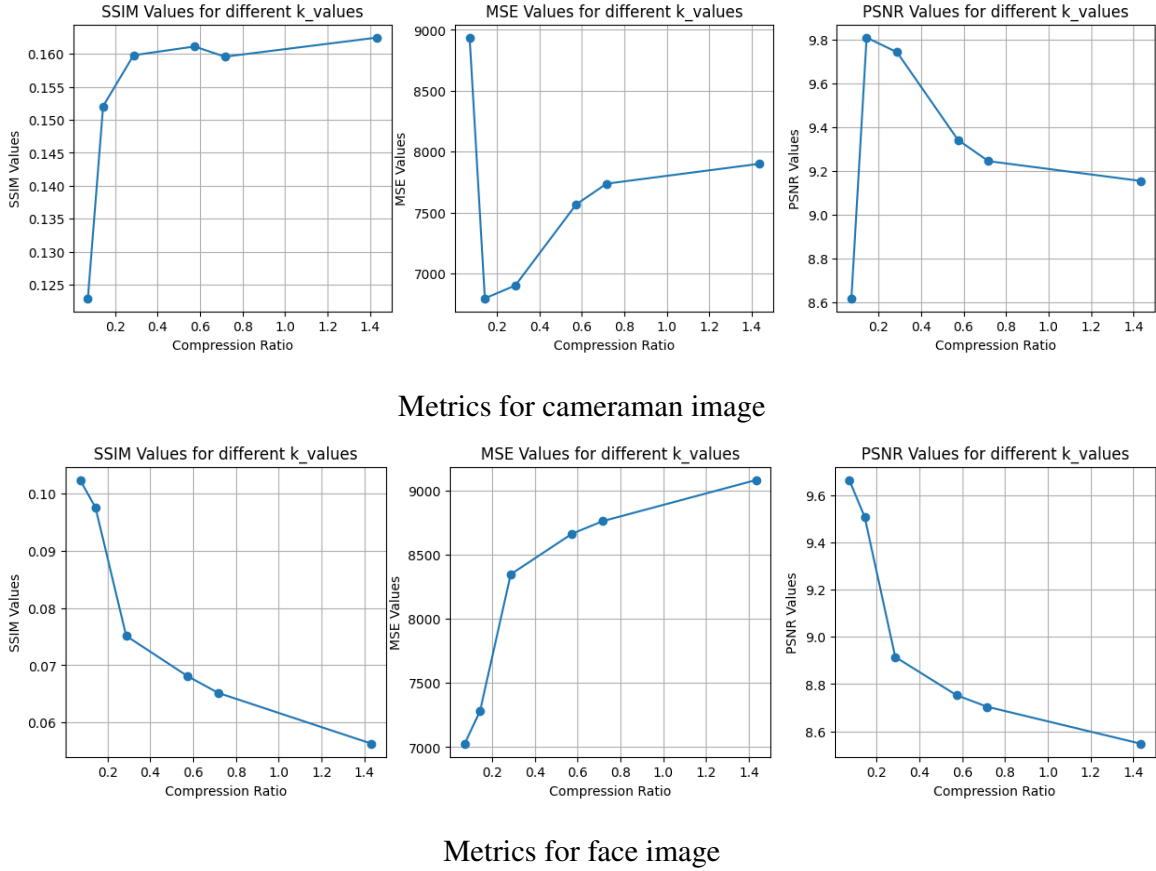 SSIM Values for different k_values
0.160
0.155
0.150
0.145
0.140
0.135
0.130
0.125
SSIM Values
0.2 0.4 0.6 0.8 1.0 1.2 1.4
Compression Ratio
MSE Values for different k_values
9000
8500
8000
7500
7000
MSE Values
0.2 0.4 0.6 0.8 1.0 1.2 1.4
Compression Ratio
PSNR Values for different k_values
9.8
9.6
9.4
9.2
9.0
8.8
8.6
PSNR Values
0.2 0.4 0.6 0.8 1.0 1.2 1.4
Compression Ratio
Metrics for cameraman image
SSIM Values for different k_values
0.10
0.09
0.08
0.07
0.06
SSIM Values
0.2 0.4 0.6 0.8 1.0 1.2 1.4
Compression Ratio
MSE Values for different k_values
9000
8500
8000
7500
7000
MSE Values
0.2 0.4 0.6 0.8 1.0 1.2 1.4
Compression Ratio
PSNR Values for different k_values
9.6
9.4
9.2
9.0
8.8
8.6
PSNR Values
0.2 0.4 0.6 0.8 1.0 1.2 1.4
Compression Ratio
Metrics for face image